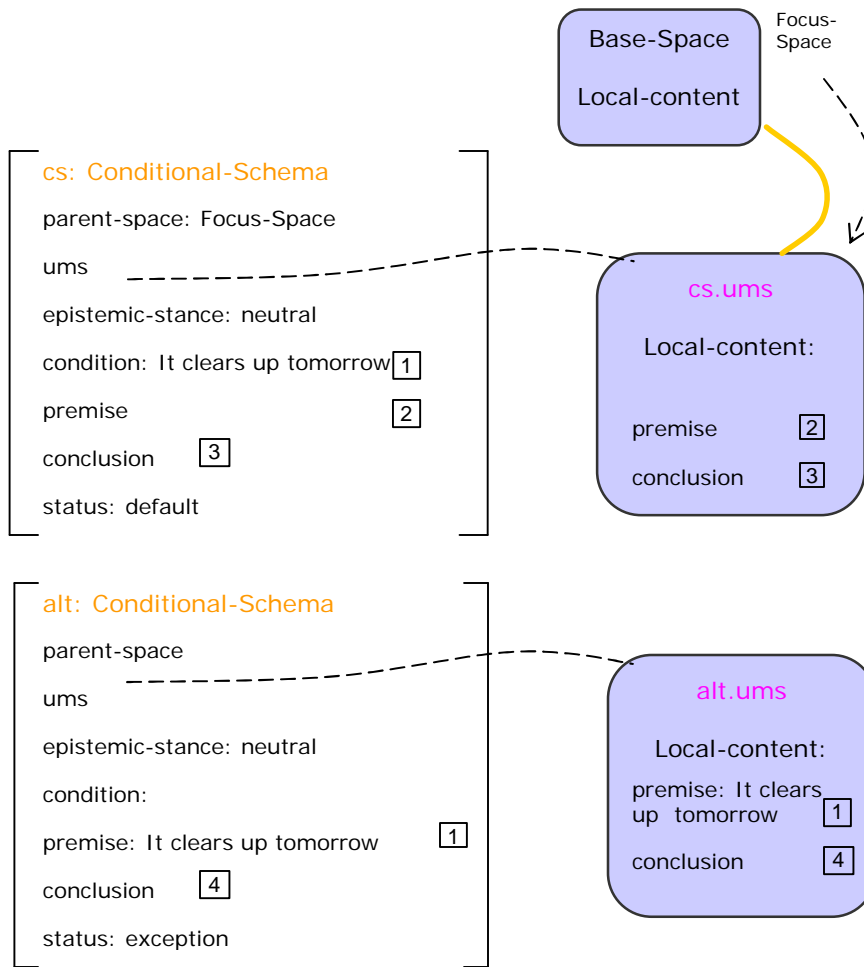 Base-Space
Local-content
Focus-
Space
cs: Conditional-Schema
parent-space: Focus-Space
ums
epistemic-stance: neutral
condition: It clears up tomorrow 1
premise 2
conclusion 3
status: default
cs.ums
Local-content:
premise 2
conclusion 3
alt: Conditional-Schema
parent-space
ums
epistemic-stance: neutral
condition:
premise: It clears up tomorrow 1
conclusion 4
status: exception
alt.ums
Local-content:
premise: It clears
up tomorrow 1
conclusion 4